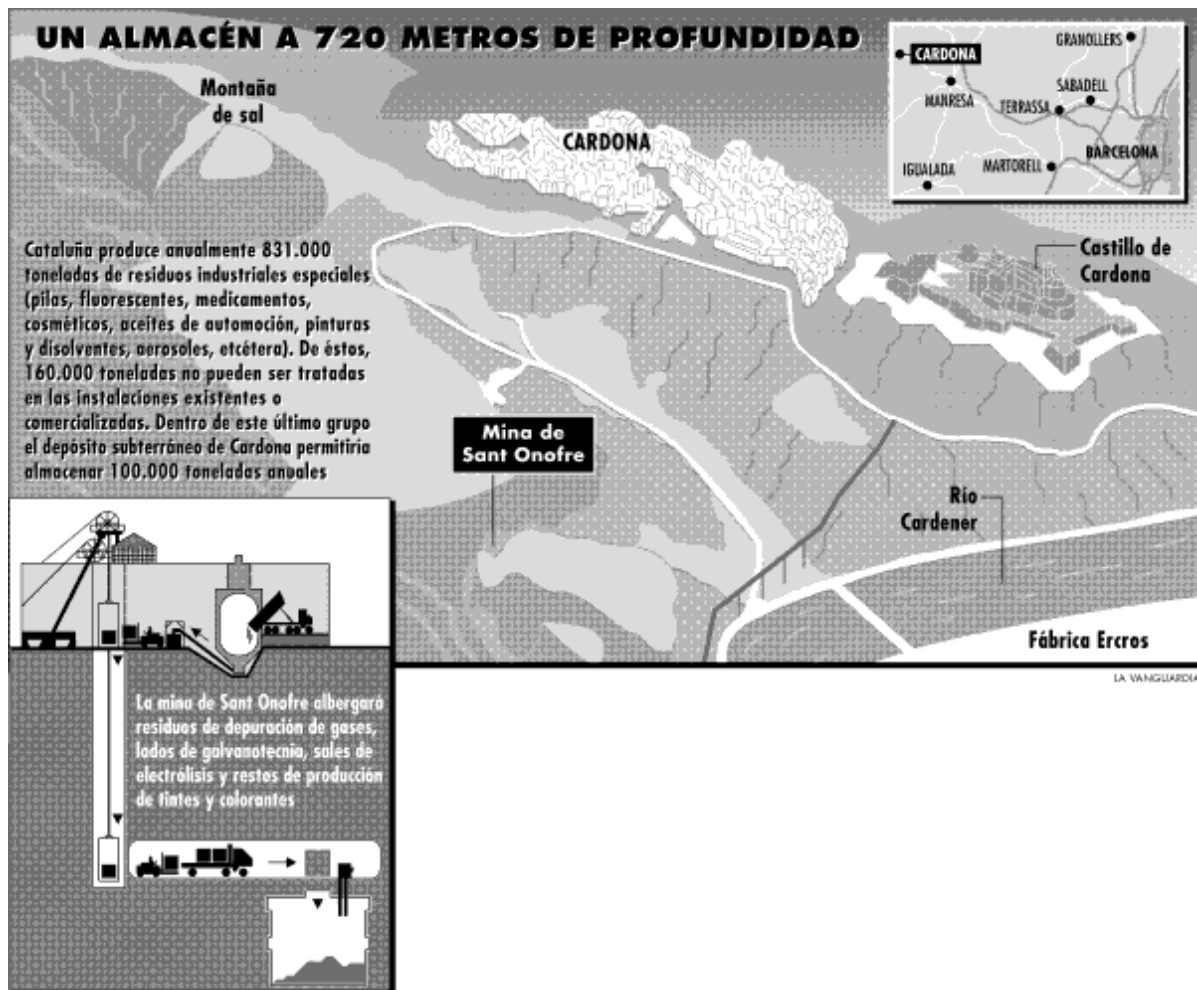 UN ALMACÉN A 720 METROS DE PROFUNDIDAD
Montaña
de sal
CARDONA
CARDONA
GRANOLLERS
MANRESA
SABADELL
TERRASSA
BARCELONA
IGUALADA
MARTORELL
Castillo de
Cardona
Cataluña produce anualmente 831.000
toneladas de residuos industriales especiales
(pilas, fluorescentes, medicamentos,
cosméticos, aceites de automoción, pinturas
y disolventes, aerosoles, etcétera). De éstos,
160.000 toneladas no pueden ser tratadas
en las instalaciones existentes o
comercializadas. Dentro de este último grupo
el depósito subterráneo de Cardona permitiría
almacenar 100.000 toneladas anuales
Mina de
Sant Onofre
Río
Cardener
Fábrica Ercros
LA VANGUARDIA
La mina de Sant Onofre albergará
residuos de depuración de gases,
lodos de galvanotecnia, sales de
electrólisis y restos de producción
de tintes y colorantes